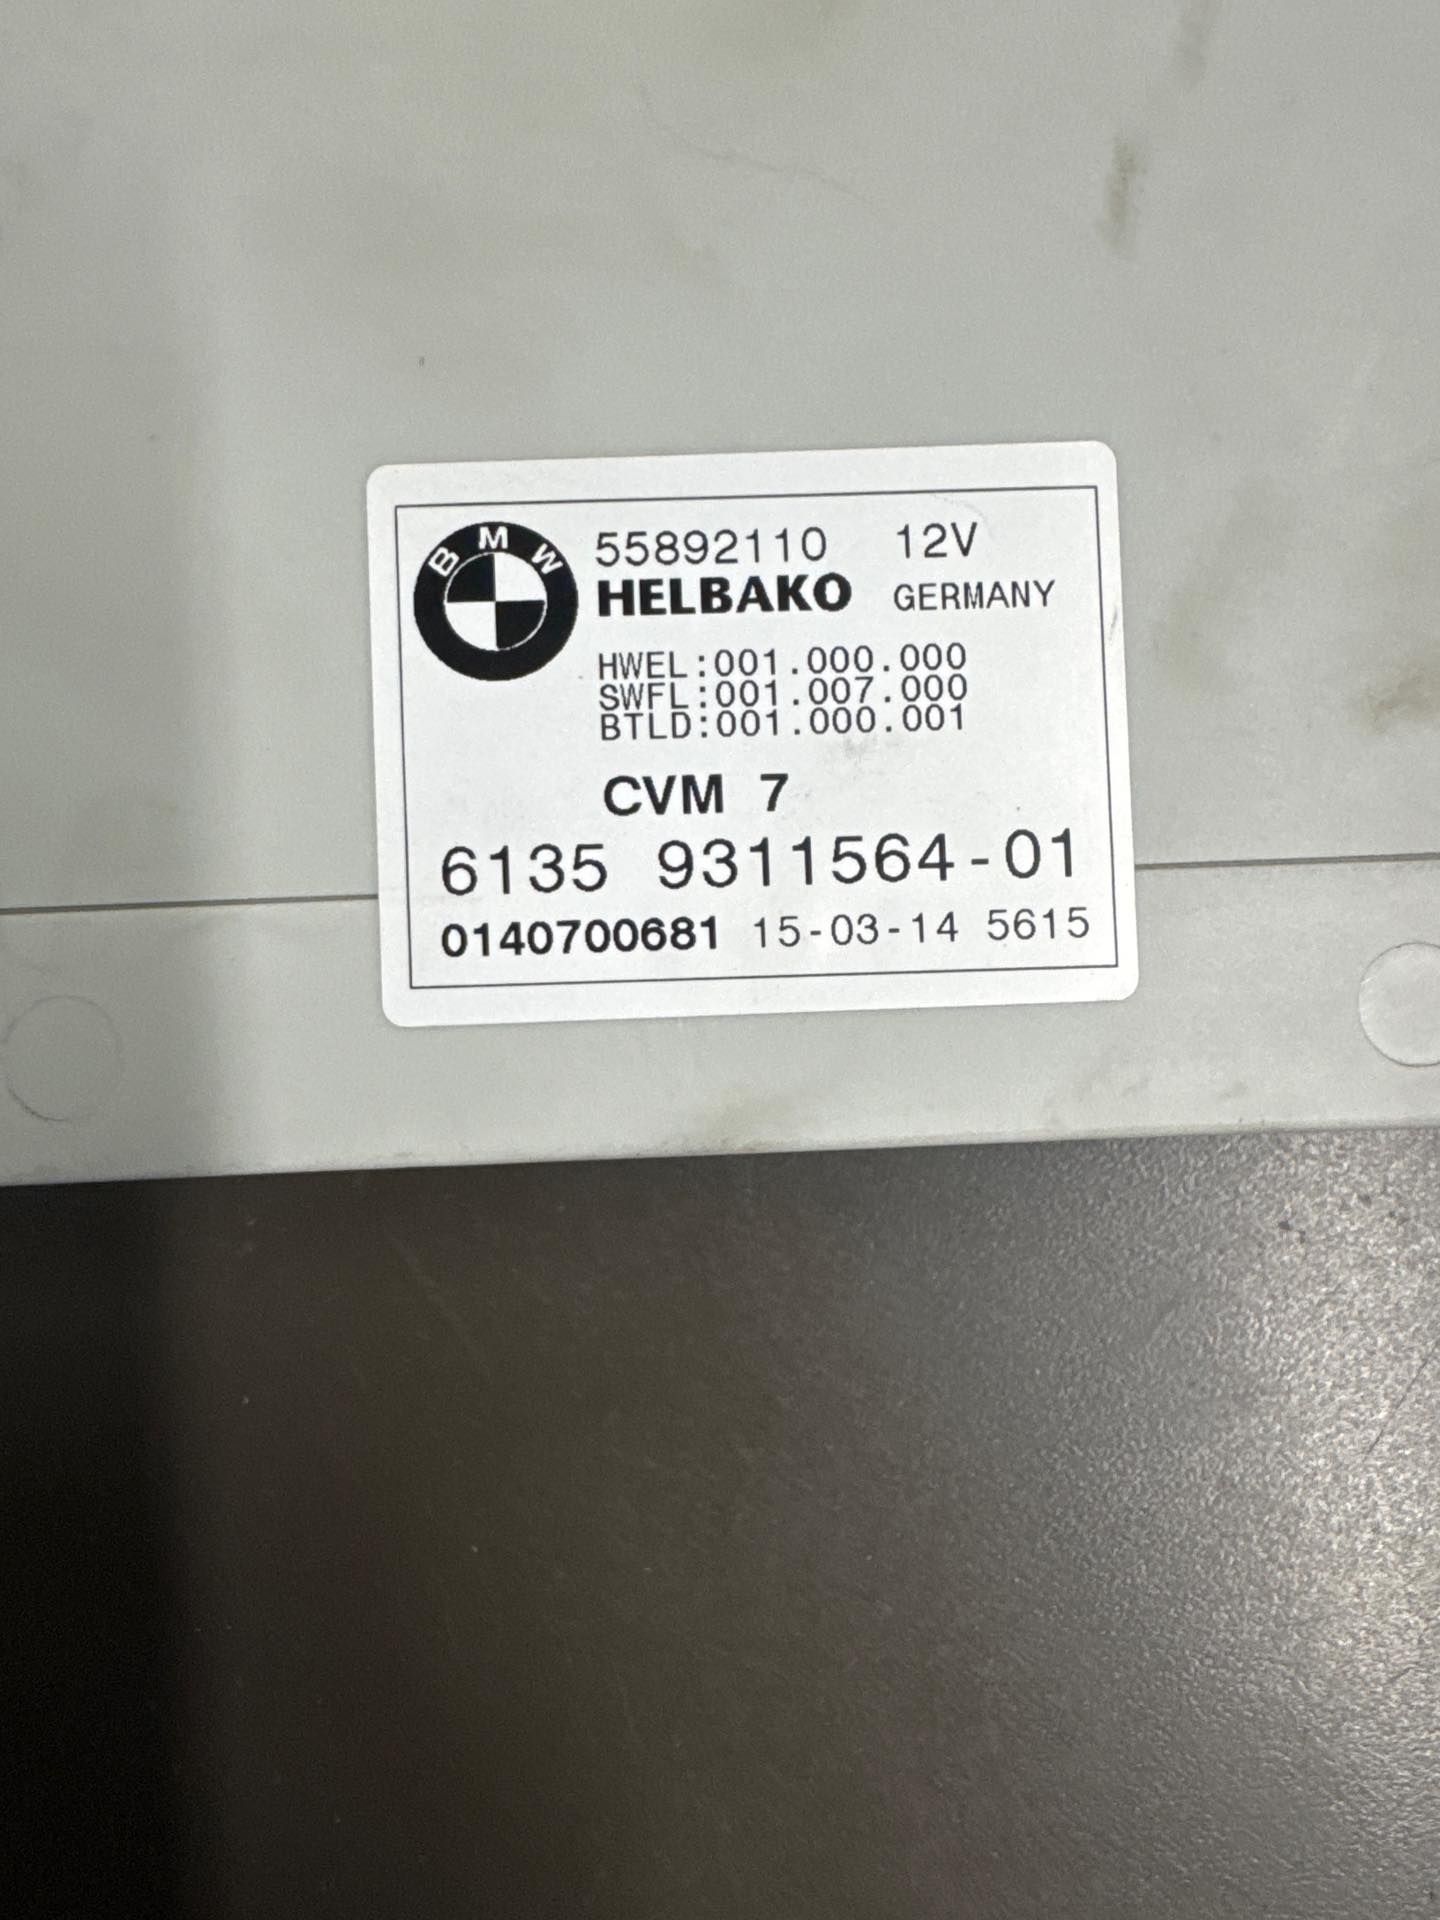 BMW
55892110 12V
HELBAKO GERMANY
HWEL:001.000.000
SWFL:001.007.000
BTLD:001.000.001
CVM 7
6135 9311564-01
0140700681 15-03-14 5615